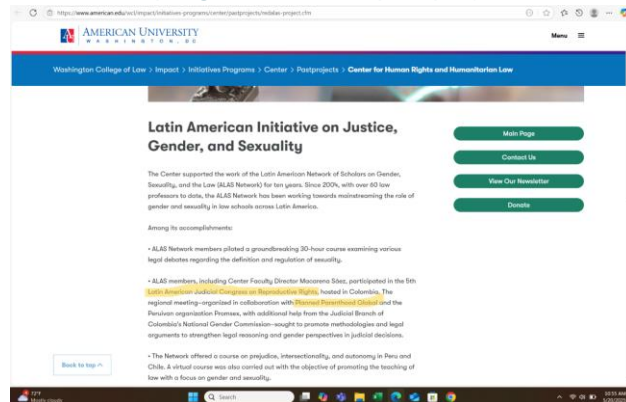 https://www.american.edu/wcl/impact/initiatives-programs/center/pastprojects/redalas-project.cfm
AMERICAN UNIVERSITY
WASHINGTON, DC
Menu
Washington College of Law > Impact > Initiatives Programs > Center > Pastprojects > Center for Human Rights and Humanitarian Law
Latin American Initiative on Justice,
Gender, and Sexuality
Main Page
Contact Us
View Our Newsletter
Donate
The Center supported the work of the Latin American Network of Scholars on Gender,
Sexuality, and the Law (ALAS Network) for ten years. Since 2004, with over 60 law
professors to date, the ALAS Network has been working towards mainstreaming the role of
gender and sexuality in law schools across Latin America.
Among its accomplishments:
• ALAS Network members piloted a groundbreaking 30-hour course examining various
legal debates regarding the definition and regulation of sexuality.
• ALAS members, including Center Faculty Director Macarena Sáez, participated in the 5th
Latin American Judicial Congress on Reproductive Rights, hosted in Colombia. The
regional meeting–organized in collaboration with Planned Parenthood Global and the
Peruvian organization Promsex, with additional help from the Judicial Branch of
Colombia's National Gender Commission–sought to promote methodologies and legal
arguments to strengthen legal reasoning and gender perspectives in judicial decisions.
• The Network offered a course on prejudice, intersectionality, and autonomy in Peru and
Chile. A virtual course was also carried out with the objective of promoting the teaching of
law with a focus on gender and sexuality.
Back to top
72°F
Mostly cloudy
Search
10:55 AM
5/28/2025